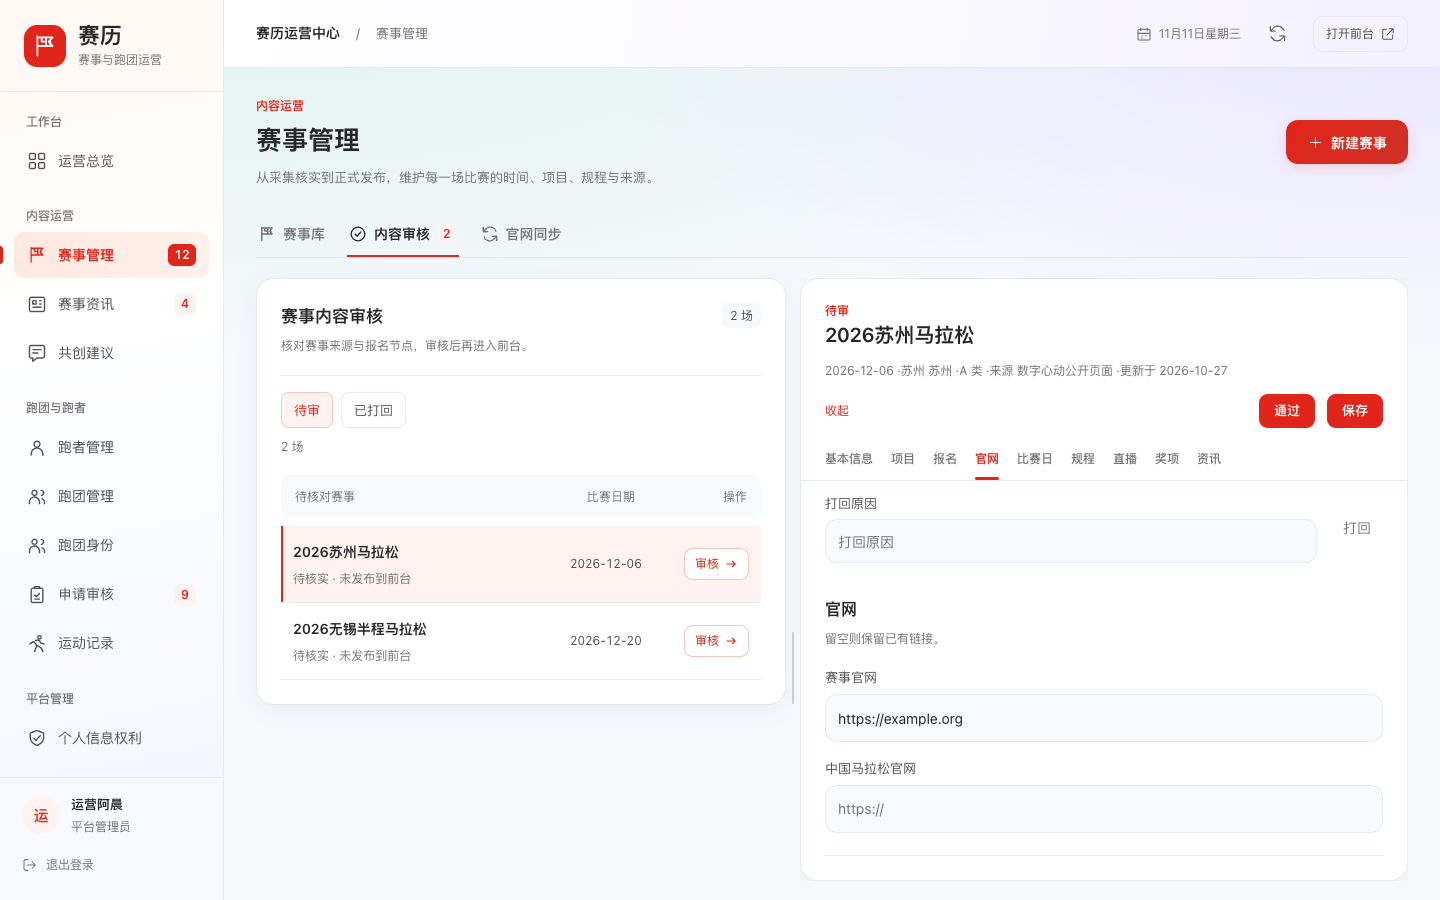 赛历
赛事与跑团运营
工作台
运营总览
内容运营
赛事管理 12
赛事资讯 4
共创建议
跑团与跑者
跑者管理
跑团管理
跑团身份
申请审核 9
运动记录
平台管理
个人信息权利
运 运营阿晨
平台管理员
退出登录
赛历运营中心 / 赛事管理
11月11日星期三
打开前台
内容运营
赛事管理
从采集核实到正式发布，维护每一场比赛的时间、项目、规程与来源。
新建赛事
赛事库 内容审核 2 官网同步
赛事内容审核 2 场
核对赛事来源与报名节点，审核后再进入前台。
待审 已打回
2 场
待核对赛事 比赛日期 操作
2026苏州马拉松
待核实 · 未发布到前台
2026-12-06 审核
2026无锡半程马拉松
待核实 · 未发布到前台
2026-12-20 审核
待审
2026苏州马拉松
2026-12-06 ·苏州 苏州 ·A 类 ·来源 数字心动公开页面 ·更新于 2026-10-27
收起 通过 保存
基本信息 项目 报名 官网 比赛日 规程 直播 奖项 资讯
打回原因
打回原因 打回
官网
留空则保留已有链接。
赛事官网
https://example.org
中国马拉松官网
https://